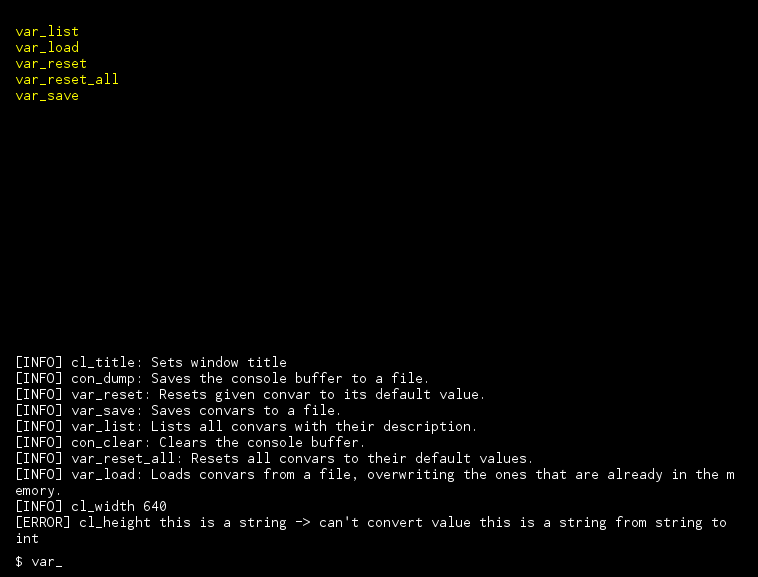 var_list
var_load
var_reset
var_reset_all
var_save
[INFO] cl_title: Sets window title
[INFO] con_dump: Saves the console buffer to a file.
[INFO] var_reset: Resets given convar to its default value.
[INFO] var_save: Saves convars to a file.
[INFO] var_list: Lists all convars with their description.
[INFO] con_clear: Clears the console buffer.
[INFO] var_reset_all: Resets all convars to their default values.
[INFO] var_load: Loads convars from a file, overwriting the ones that are already in the m
emory.
[INFO] cl_width 640
[ERROR] cl_height this is a string -> can't convert value this is a string from string to
int
$ var_